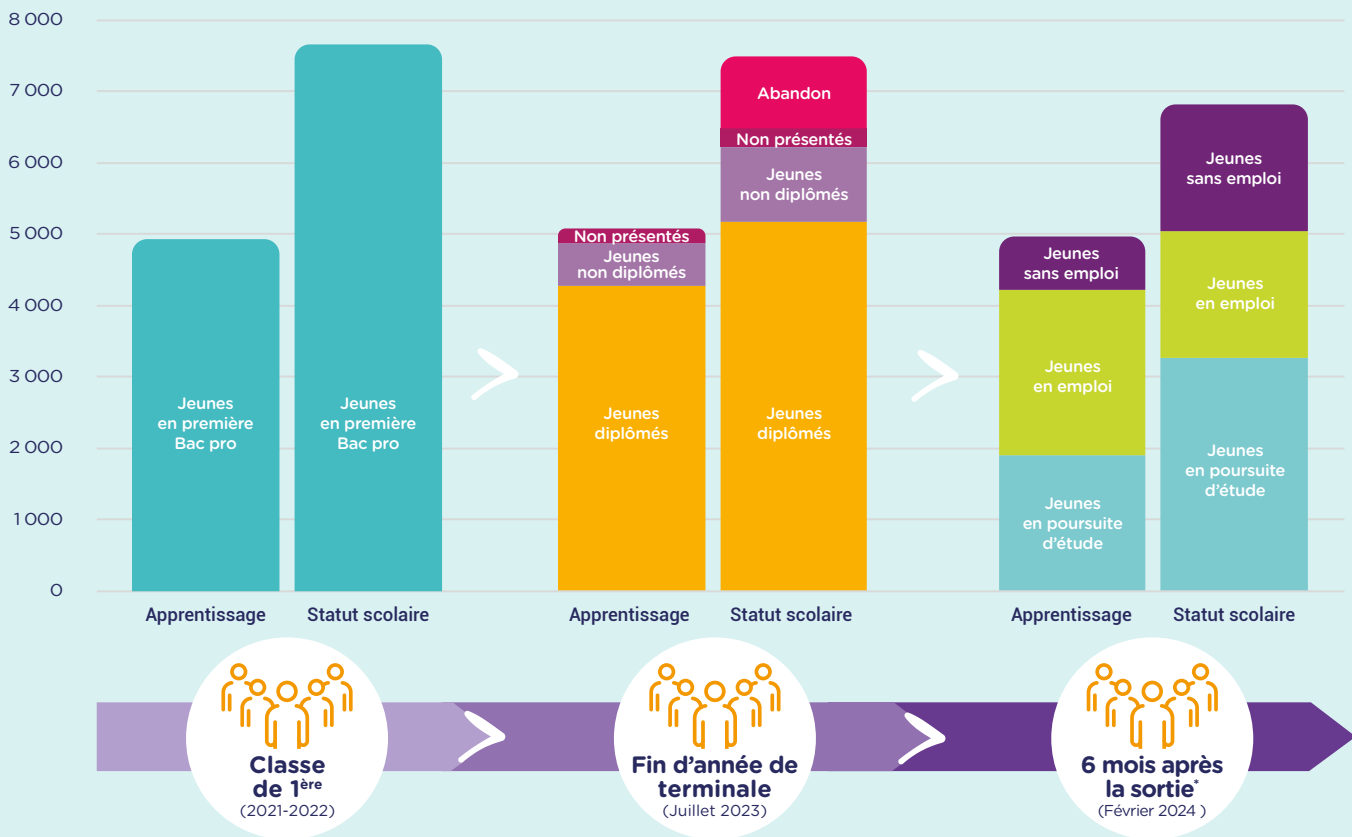 8 000
7 000
6 000
5 000
4 000
3 000
2 000
1 000
0
Jeunes
en première
Bac pro
Jeunes
en première
Bac pro
Non présentés
Jeunes
non diplômés
Jeunes
diplômés
Abandon
Non présentés
Jeunes
non diplômés
Jeunes
diplômés
Jeunes
sans emploi
Jeunes
en emploi
Jeunes
en poursuite
d'étude
Jeunes
sans emploi
Jeunes
en emploi
Jeunes
en poursuite
d'étude
Apprentissage Statut scolaire
Apprentissage Statut scolaire
Apprentissage Statut scolaire
Classe
de 1ère
(2021-2022)
Fin d'année de
terminale
(Juillet 2023)
6 mois après
la sortie*
(Février 2024 )